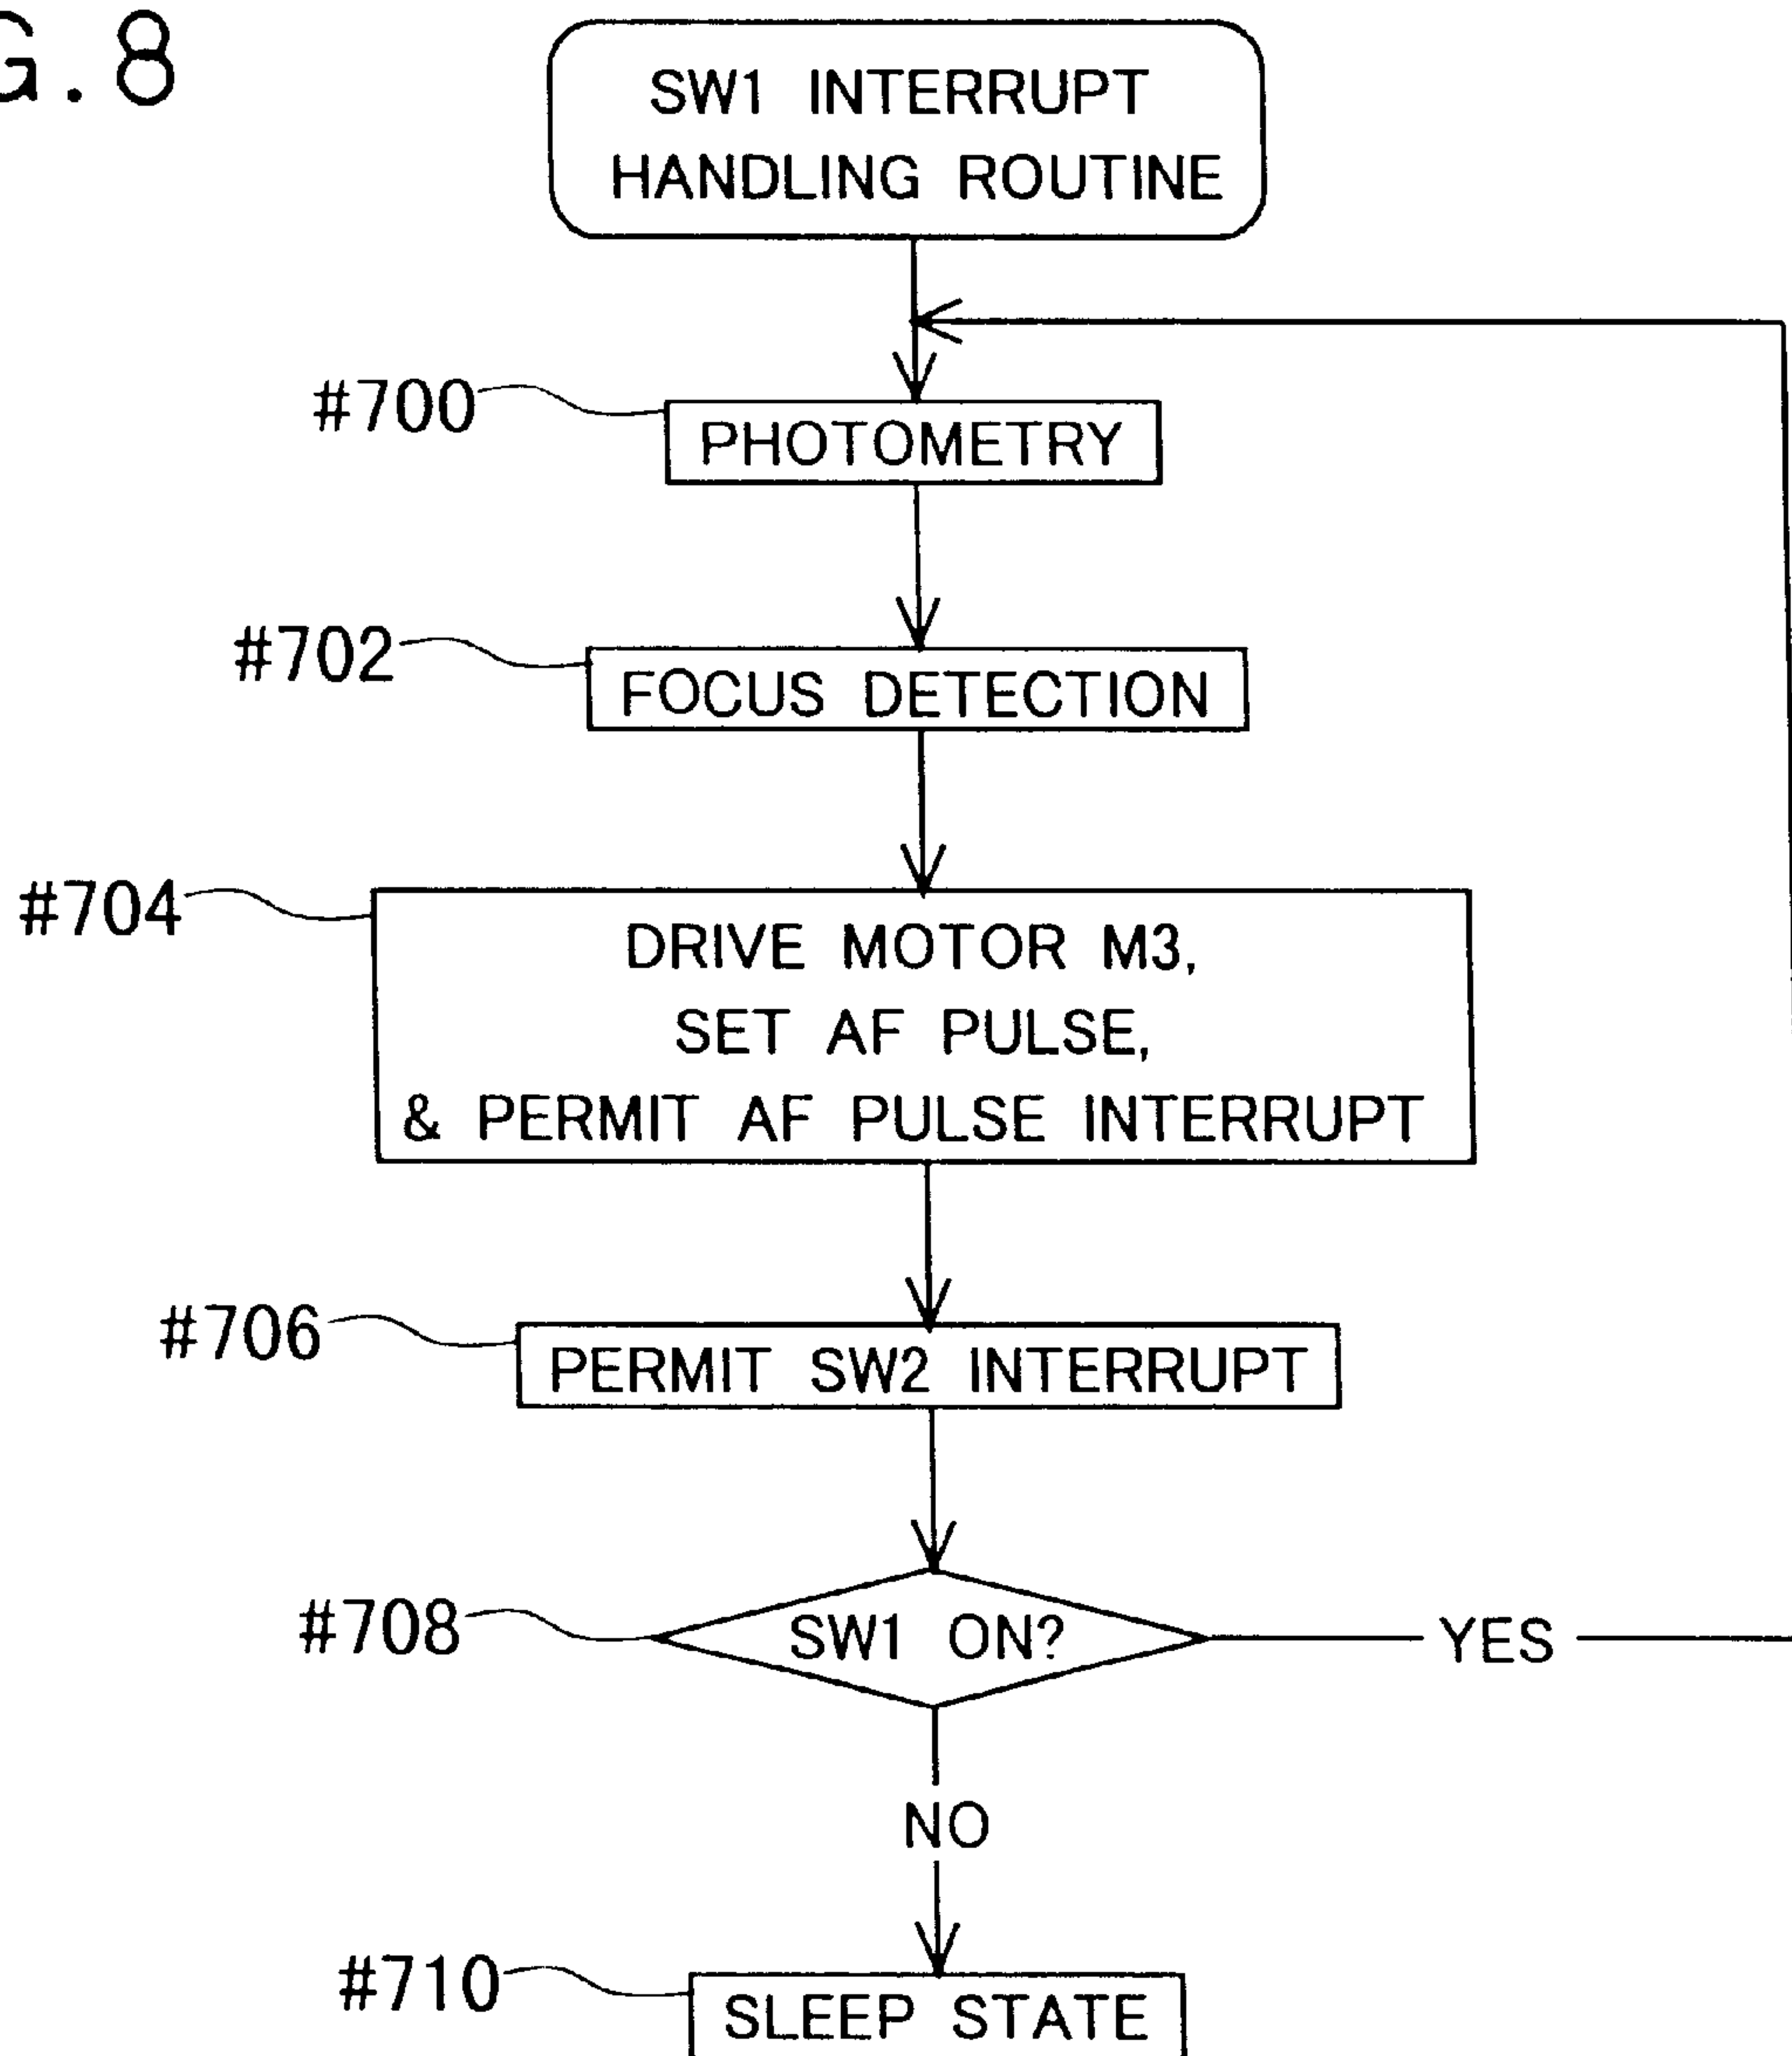 G.8
SW1 INTERRUPT
HANDLING ROUTINE
#700
PHOTOMETRY
#702
FOCUS DETECTION
#704
DRIVE MOTOR M3,
SET AF PULSE,
& PERMIT AF PULSE INTERRUPT
#706
PERMIT SW2 INTERRUPT
#708
SW1 ON?
YES
NO
#710
SLEEP STATE